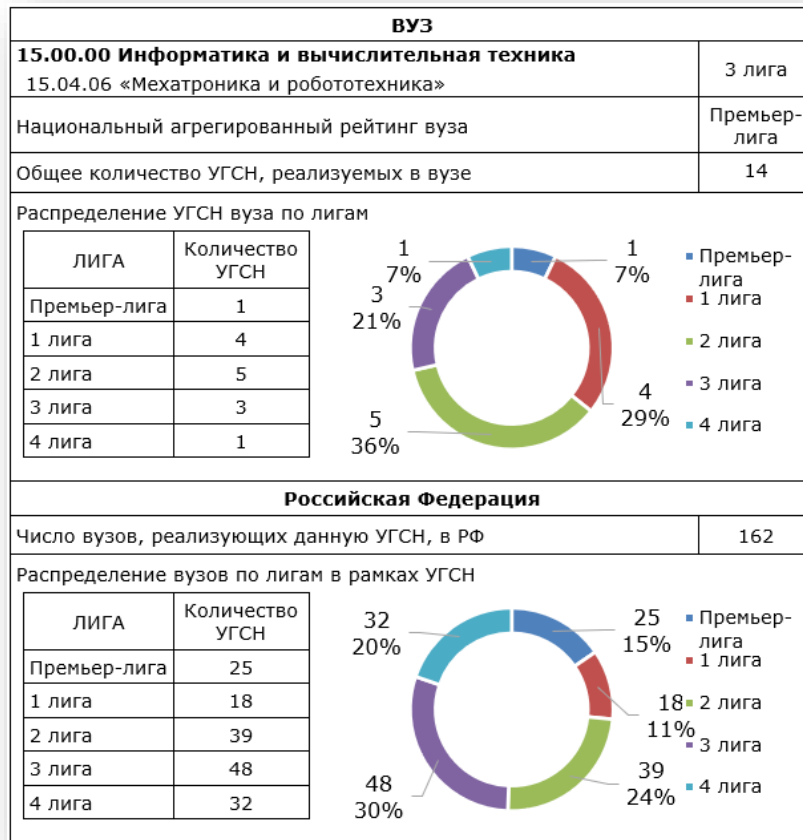 ВУЗ
15.00.00 Информатика и вычислительная техника
15.04.06 «Мехатроника и робототехника»
3 лига
Национальный агрегированный рейтинг вуза
Премьер-
лига
Общее количество УГСН, реализуемых в вузе
14
Распределение УГСН вуза по лигам
ЛИГА
Количество
УГСН
Премьер-лига 1
1 лига 4
2 лига 5
3 лига 3
4 лига 1
1
7%
1
7%
3
21%
4
29%
5
36%
Премьер-
лига
1 лига
2 лига
3 лига
4 лига
Российская Федерация
Число вузов, реализующих данную УГСН, в РФ
162
Распределение вузов по лигам в рамках УГСН
ЛИГА
Количество
УГСН
Премьер-лига 25
1 лига 18
2 лига 39
3 лига 48
4 лига 32
32
20%
25
15%
18
11%
39
24%
48
30%
Премьер-
лига
1 лига
2 лига
3 лига
4 лига